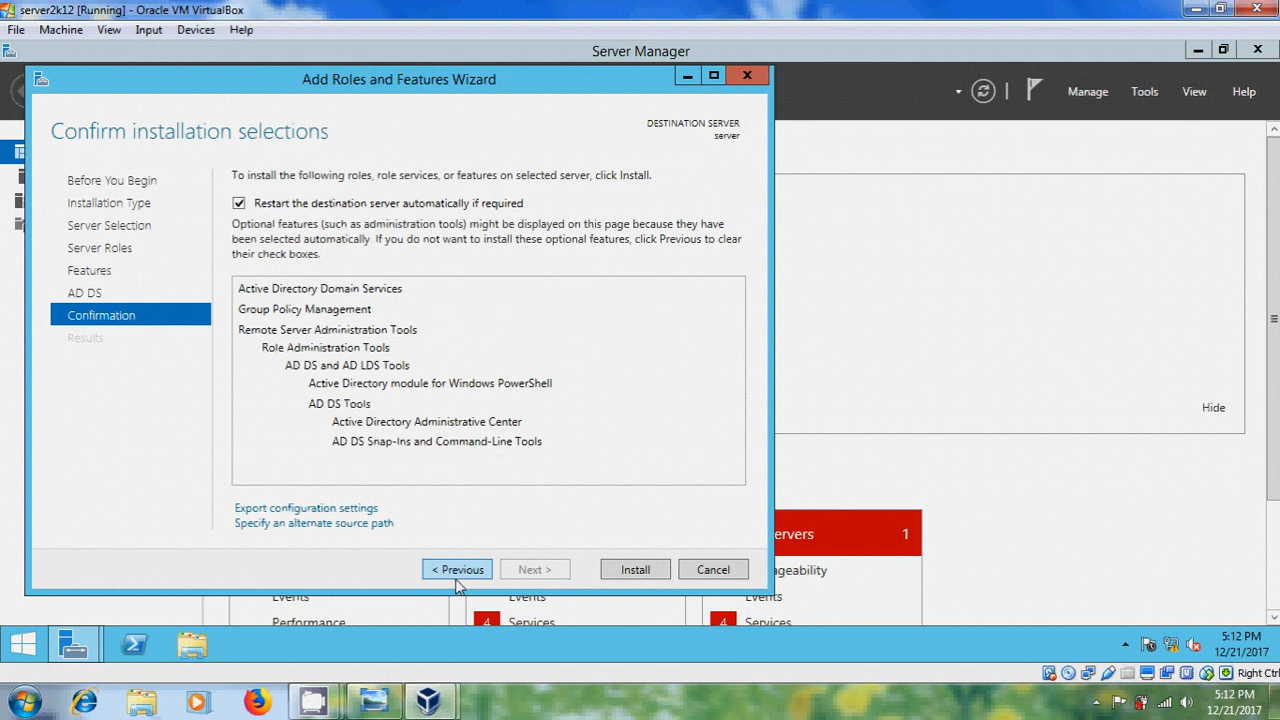 server2k12 [Running] - Oracle VM VirtualBox
File Machine View Input Devices Help
Server Manager
Add Roles and Features Wizard
Manage Tools View Help
Confirm installation selections
DESTINATION SERVER
server
Before You Begin
Installation Type
Server Selection
Server Roles
Features
AD DS
Confirmation
Results
To install the following roles, role services, or features on selected server, click Install.
Restart the destination server automatically if required
Optional features (such as administration tools) might be displayed on this page because they have
been selected automatically. If you do not want to install these optional features, click Previous to clear
their check boxes.
Active Directory Domain Services
Group Policy Management
Remote Server Administration Tools
Role Administration Tools
AD DS and AD LDS Tools
Active Directory module for Windows PowerShell
AD DS Tools
Active Directory Administrative Center
AD DS Snap-Ins and Command-Line Tools
Export configuration settings
Specify an alternate source path
< Previous Next > Install Cancel
Hide
ervers 1
ageability
Events Events Events
Performance 4 Services 4 Services
5:12 PM
12/21/2017
Right Ctrl
5:12 PM
12/21/2017